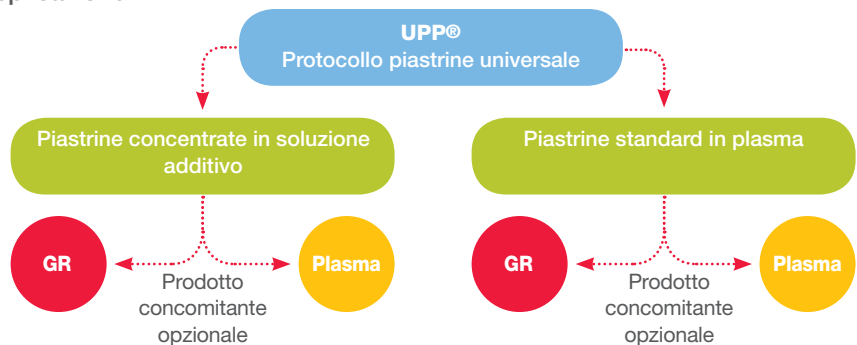 UPP®
Protocollo piastrine universale
Piastrine concentrate in soluzione
additivo
Piastrine standard in plasma
GR
Plasma
GR
Plasma
Prodotto
concomitante
opzionale
Prodotto
concomitante
opzionale